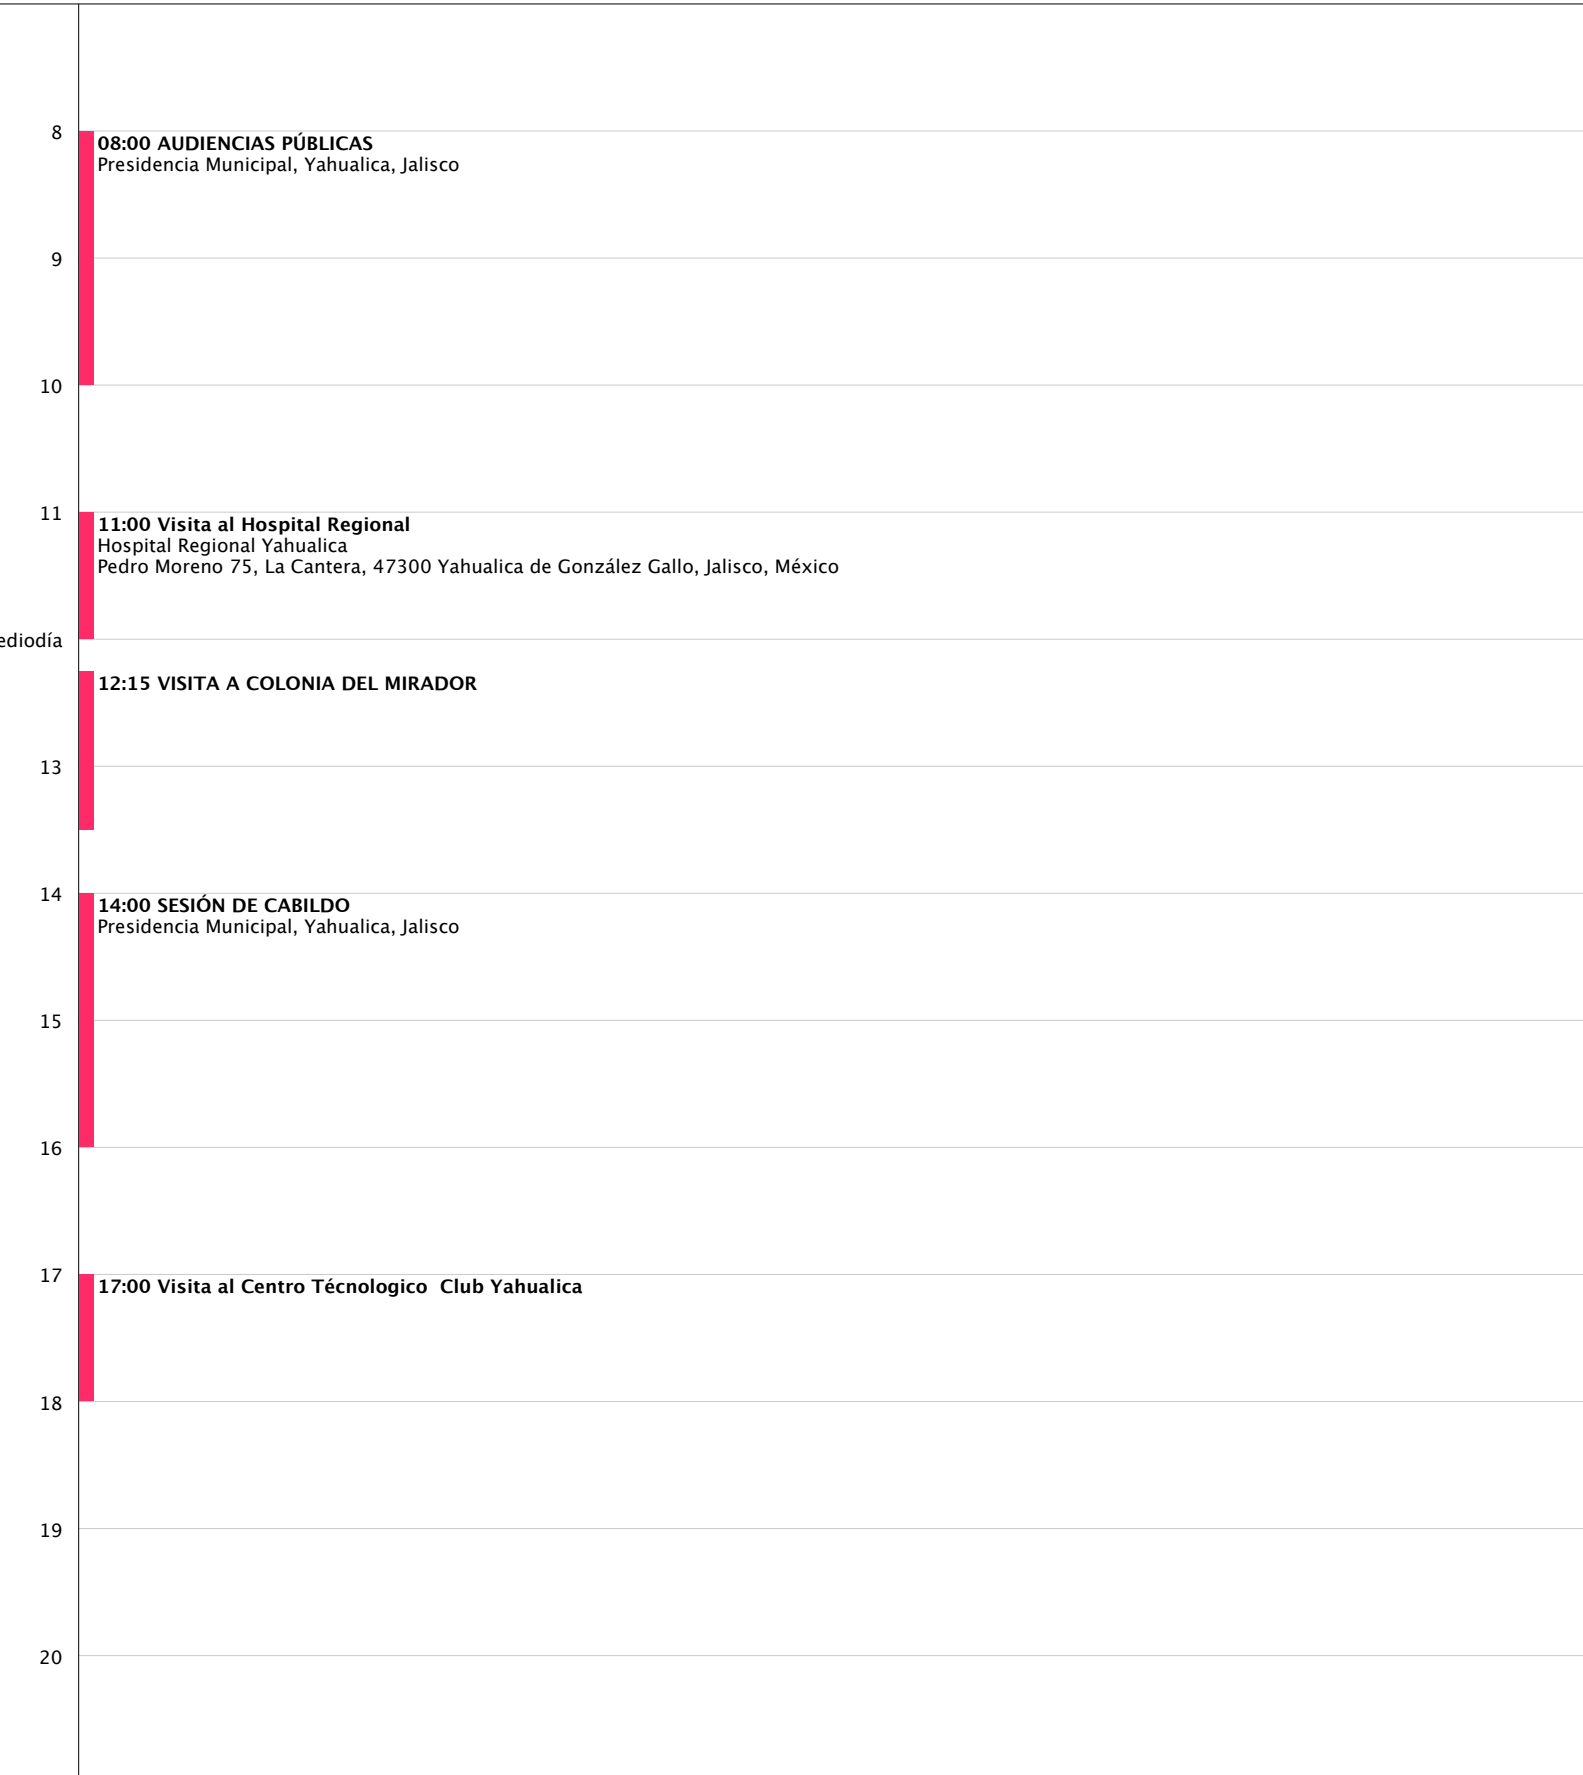 8
08:00 AUDIENCIAS PÚBLICAS
Presidencia Municipal, Yahualica, Jalisco
9
10
11
11:00 Visita al Hospital Regional
Hospital Regional Yahualica
Pedro Moreno 75, La Cantera, 47300 Yahualica de González Gallo, Jalisco, México
ediodía
12:15 VISITA A COLONIA DEL MIRADOR
13
14
14:00 SESIÓN DE CABILDO
Presidencia Municipal, Yahualica, Jalisco
15
16
17
17:00 Visita al Centro Técnologico  Club Yahualica
18
19
20